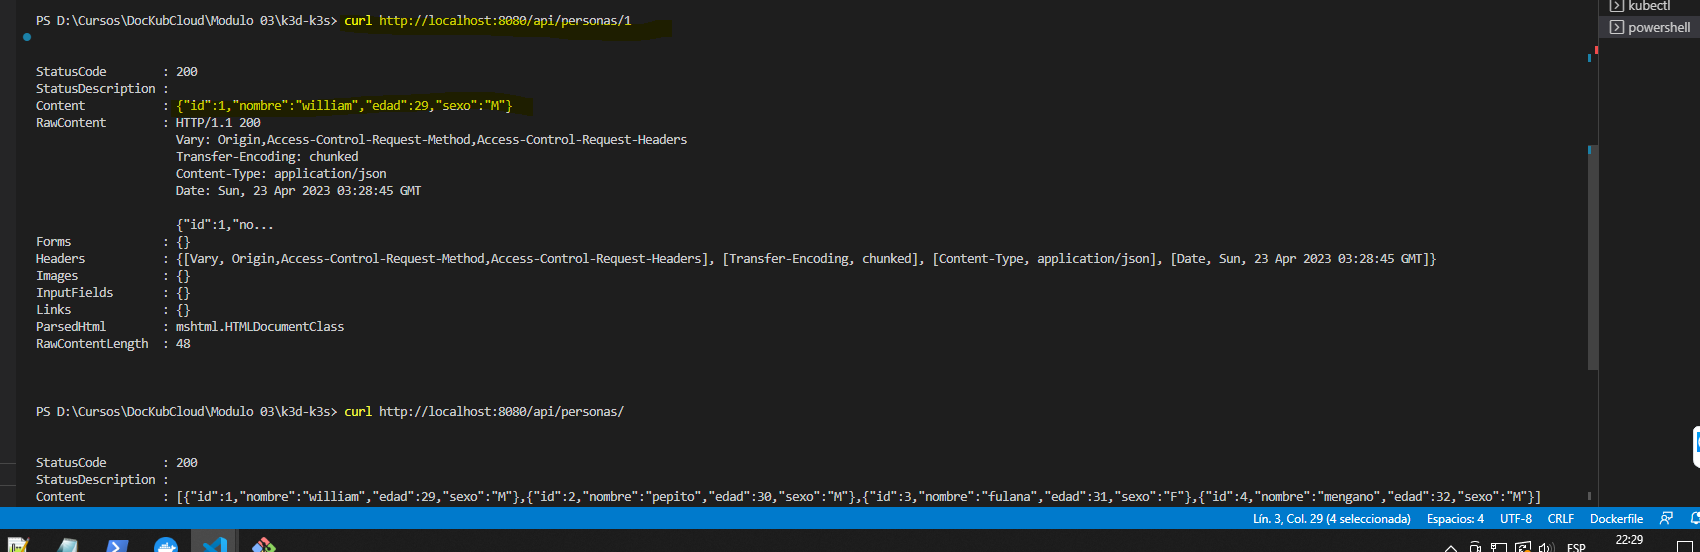 kubectl
PS D:\Cursos\DocKubCloud\Modulo 03\k3d-k3s> curl http://localhost:8080/api/personas/1
powershell
StatusCode : 200
StatusDescription :
Content : {"id":1,"nombre":"william","edad":29,"sexo":"M"}
RawContent : HTTP/1.1 200
Vary: Origin,Access-Control-Request-Method,Access-Control-Request-Headers
Transfer-Encoding: chunked
Content-Type: application/json
Date: Sun, 23 Apr 2023 03:28:45 GMT
{"id":1,"no...
Forms : {}
Headers : {[Vary, Origin,Access-Control-Request-Method,Access-Control-Request-Headers], [Transfer-Encoding, chunked], [Content-Type, application/json], [Date, Sun, 23 Apr 2023 03:28:45 GMT]}
Images : {}
InputFields : {}
Links : {}
ParsedHtml : mshtml.HTMLDocumentClass
RawContentLength : 48
PS D:\Cursos\DocKubCloud\Modulo 03\k3d-k3s> curl http://localhost:8080/api/personas/
StatusCode : 200
StatusDescription :
Content : [{"id":1,"nombre":"william","edad":29,"sexo":"M"},{"id":2,"nombre":"pepito","edad":30,"sexo":"M"},{"id":3,"nombre":"fulana","edad":31,"sexo":"F"},{"id":4,"nombre":"mengano","edad":32,"sexo":"M"}]
Lín. 3, Col. 29 (4 seleccionada) Espacios: 4 UTF-8 CRLF Dockerfile
ESP 22:29